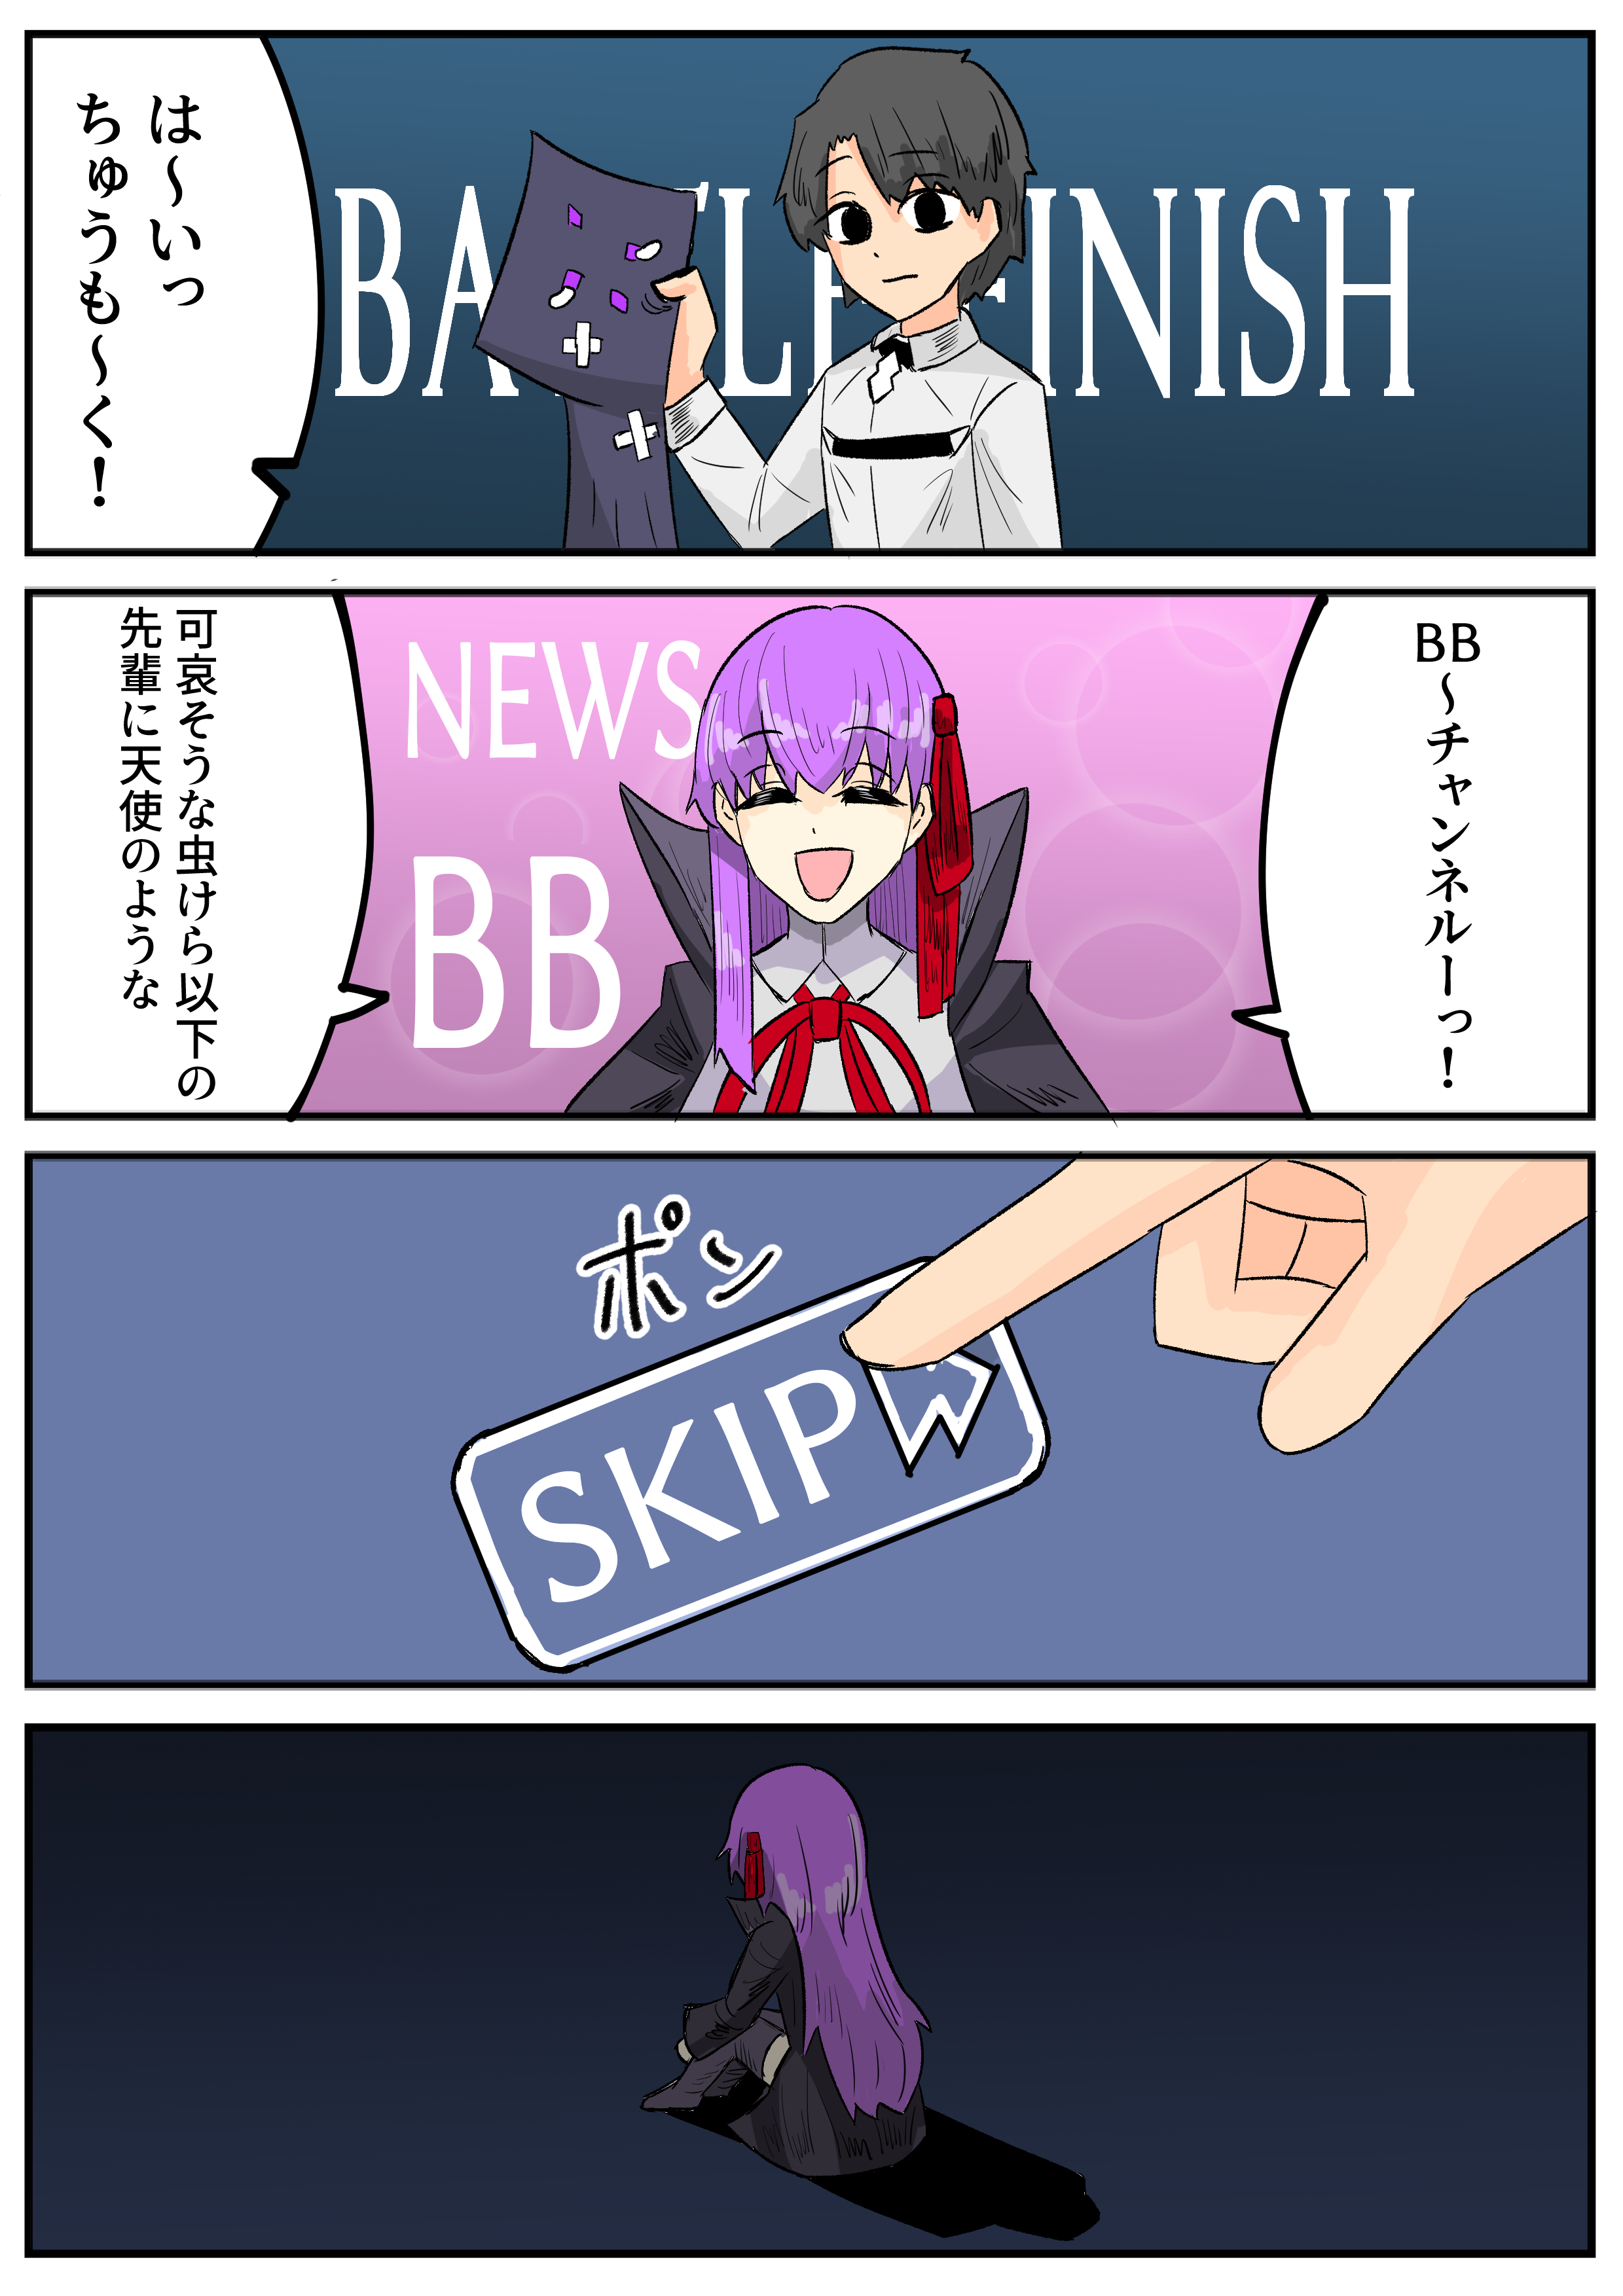 は～いっ
ちゅうも～く！
BATTLE FINISH
BB～チャンネルーっ！
NEWS
BB
可哀そうな虫けら以下の
先輩に天使のような
ポン
SKIP